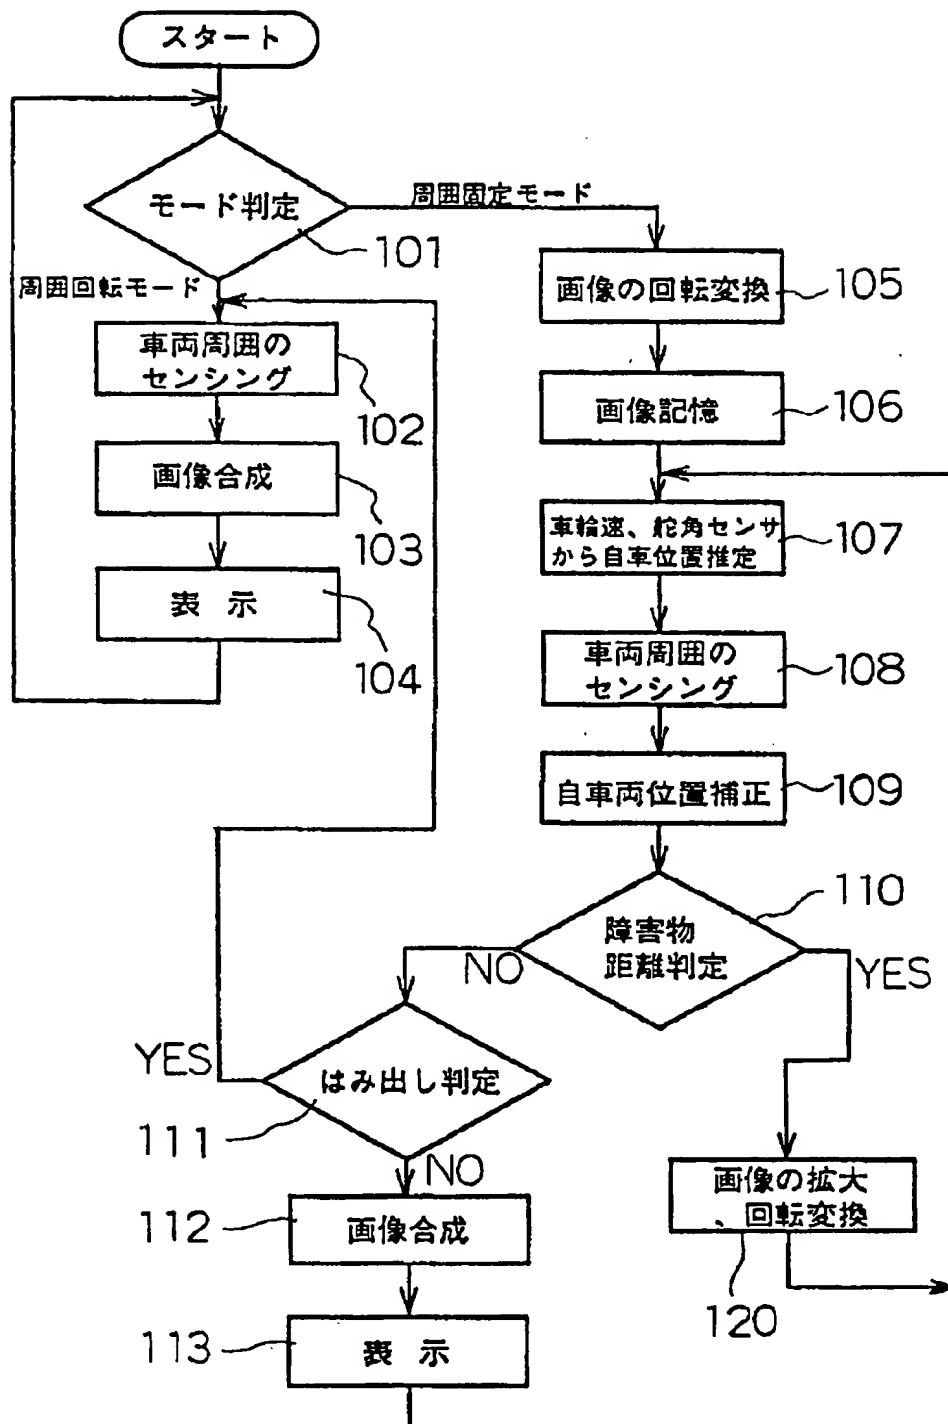 スタート
モード判定
101
周囲固定モード
周囲回転モード
車両周囲の
センシング
102
画像合成
103
表 示
104
画像の回転変換
105
画像記憶
106
車輪速、舵角センサ
から自車位置推定
107
車両周囲の
センシング
108
自車両位置補正
109
障害物
距離判定
110
NO
YES
はみ出し判定
111
YES
NO
画像合成
112
表 示
113
画像の拡大
、回転変換
120